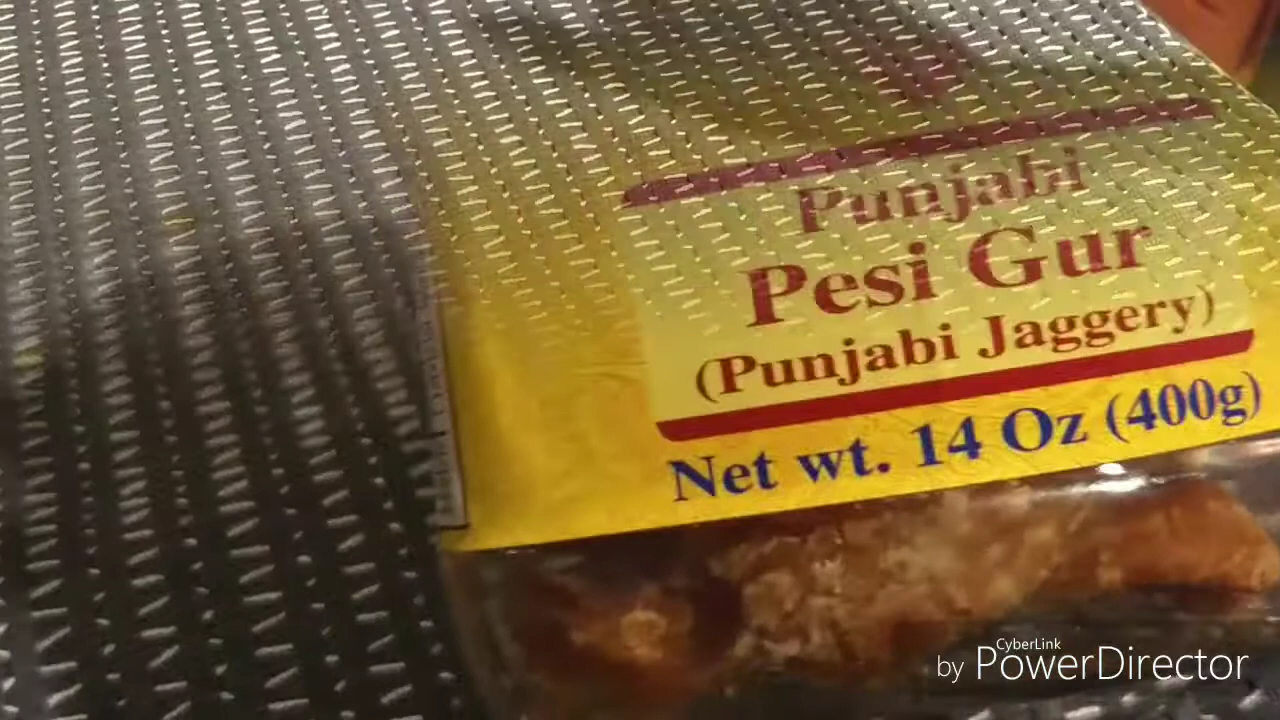 Punjabi
Pesi Gur
(Punjabi Jaggery)
Net wt. 14 Oz (400g)
CyberLink
by PowerDirector